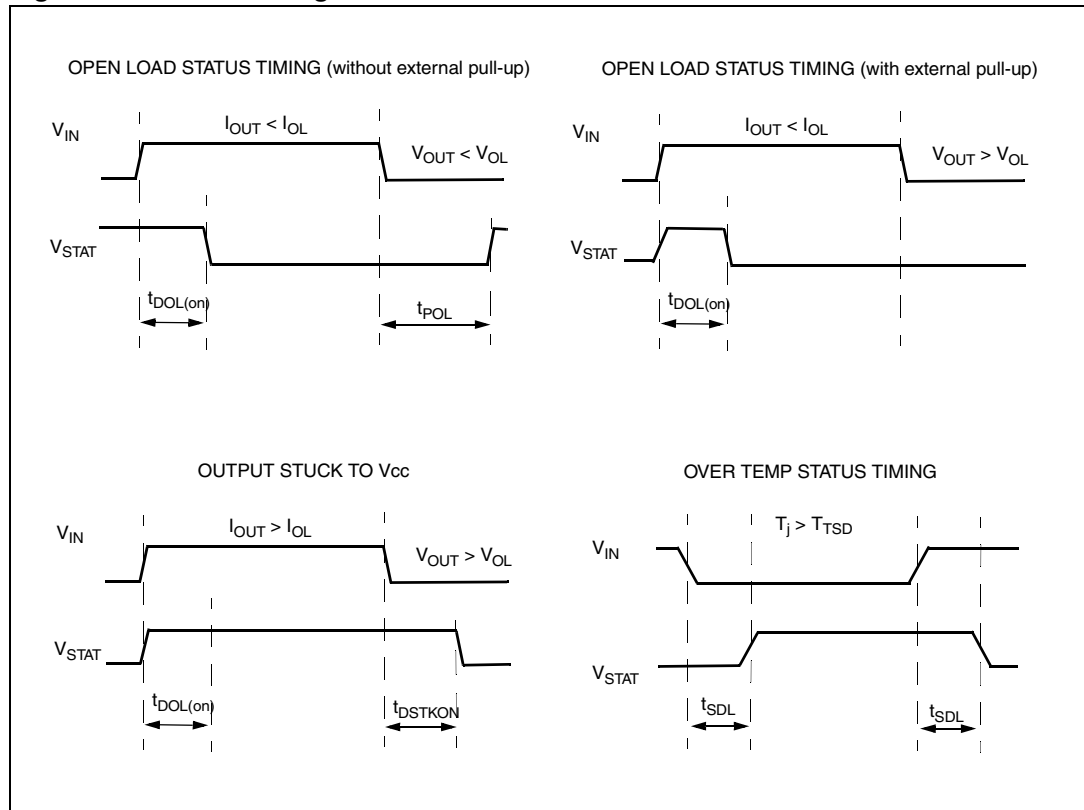 OPEN LOAD STATUS TIMING (without external pull-up)
VIN
IOUT < IOL
VOUT < VOL
VSTAT
tDOL(on)
tPOL
OPEN LOAD STATUS TIMING (with external pull-up)
VIN
IOUT < IOL
VOUT > VOL
VSTAT
tDOL(on)
OUTPUT STUCK TO Vcc
VIN
IOUT > IOL
VOUT > VOL
VSTAT
tDOL(on)
tDSTKON
OVER TEMP STATUS TIMING
VIN
Tj > TTSD
VSTAT
tSDL
tSDL